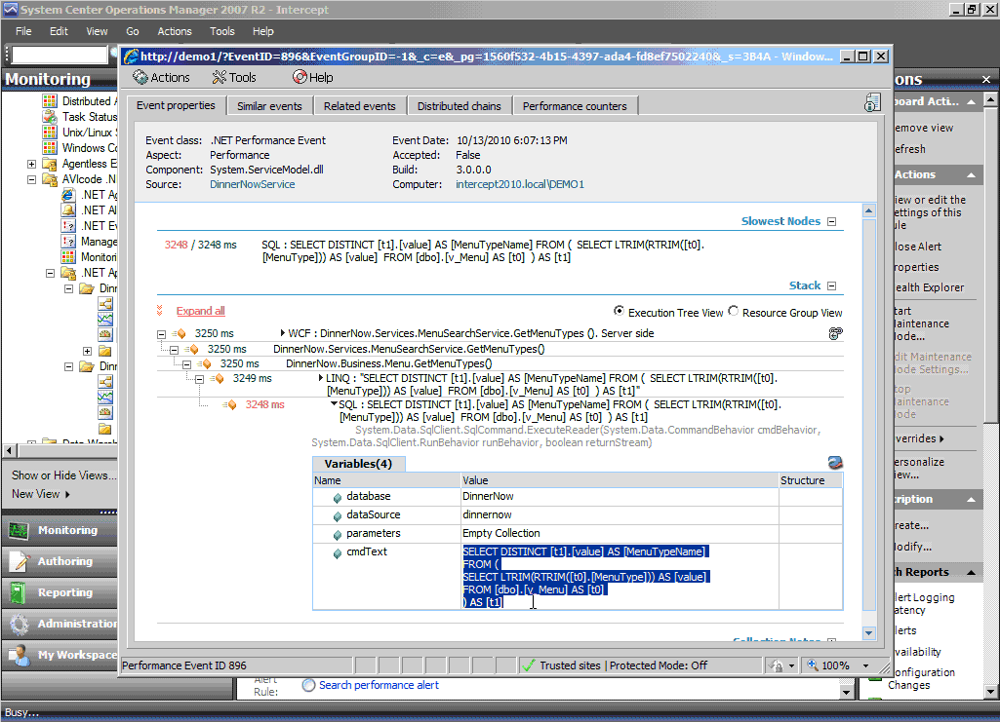 System Center Operations Manager 2007 R2 - Intercept
File Edit View Go Actions Tools Help
http://demo1/?EventID=896&EventGroupID=-1&_c=e&_pg=1560f532-4b15-4397-ada4-fd8ef7502240&_s=3B4A - Window...
Actions Tools Help
Event properties Similar events Related events Distributed chains Performance counters
Event class: .NET Performance Event Event Date: 10/13/2010 6:07:13 PM
Aspect: Performance Accepted: False
Component: System.ServiceModel.dll Build: 3.0.0.0
Source: DinnerNowService Computer: intercept2010.local\DEMO1
Slowest Nodes
3248 / 3248 ms SQL : SELECT DISTINCT [t1].[value] AS [MenuTypeName] FROM ( SELECT LTRIM(RTRIM([t0].
[MenuType])) AS [value] FROM [dbo].[v_Menu] AS [t0] ) AS [t1]
Stack
Expand all Execution Tree View Resource Group View
3250 ms WCF : DinnerNow.Services.MenuSearchService.GetMenuTypes (). Server side
3250 ms DinnerNow.Services.MenuSearchService.GetMenuTypes()
3250 ms DinnerNow.Business.Menu.GetMenuTypes()
3249 ms LINQ : "SELECT DISTINCT [t1].[value] AS [MenuTypeName] FROM ( SELECT LTRIM(RTRIM([t0].
[MenuType])) AS [value] FROM [dbo].[v_Menu] AS [t0] ) AS [t1]"
3248 ms SQL : SELECT DISTINCT [t1].[value] AS [MenuTypeName] FROM ( SELECT LTRIM(RTRIM([t0].
[MenuType])) AS [value] FROM [dbo].[v_Menu] AS [t0] ) AS [t1]
System.Data.SqlClient.SqlCommand.ExecuteReader(System.Data.CommandBehavior cmdBehavior,
System.Data.SqlClient.RunBehavior runBehavior, boolean returnStream)
Variables(4)
Name Value Structure
database DinnerNow
dataSource dinnernow
parameters Empty Collection
cmdText SELECT DISTINCT [t1].[value] AS [MenuTypeName]
FROM (
SELECT LTRIM(RTRIM([t0].[MenuType])) AS [value]
FROM [dbo].[v_Menu] AS [t0]
) AS [t1]
Performance Event ID 896 Trusted sites | Protected Mode: Off 100%
Monitoring
Distributed A
Task Status
Unix/Linux S
Windows Co
Agentless E
AVIcode .N
.NET Ag
.NET Al
.NET Ev
Manage
Monitori
.NET Ap
Dinr
Dinr
Show or Hide Views...
New View
Monitoring
Authoring
Reporting
Administration
My Workspace
Alert
Rule: Search performance alert
Busy...
ons
board Acti...
emove view
efresh
Actions
iew or edit the
ettings of this
ule
lose Alert
roperties
ealth Explorer
tart
Maintenance
Mode...
dit Maintenance
Mode Settings...
top
Maintenance
Mode
verrides
ersonalize
iew...
cription
reate...
odify...
h Reports
lert Logging
atency
lerts
vailability
onfiguration
Changes